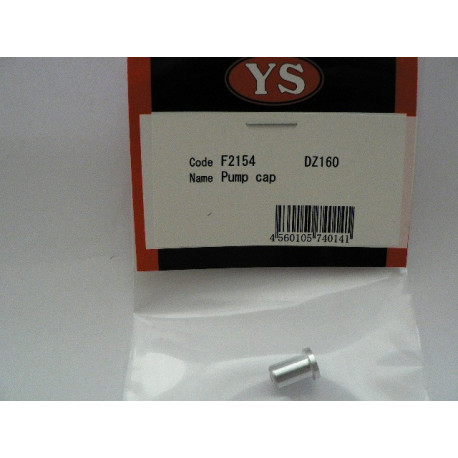 YS
Code F2154 DZ160
Name Pump cap
4 560105 740141